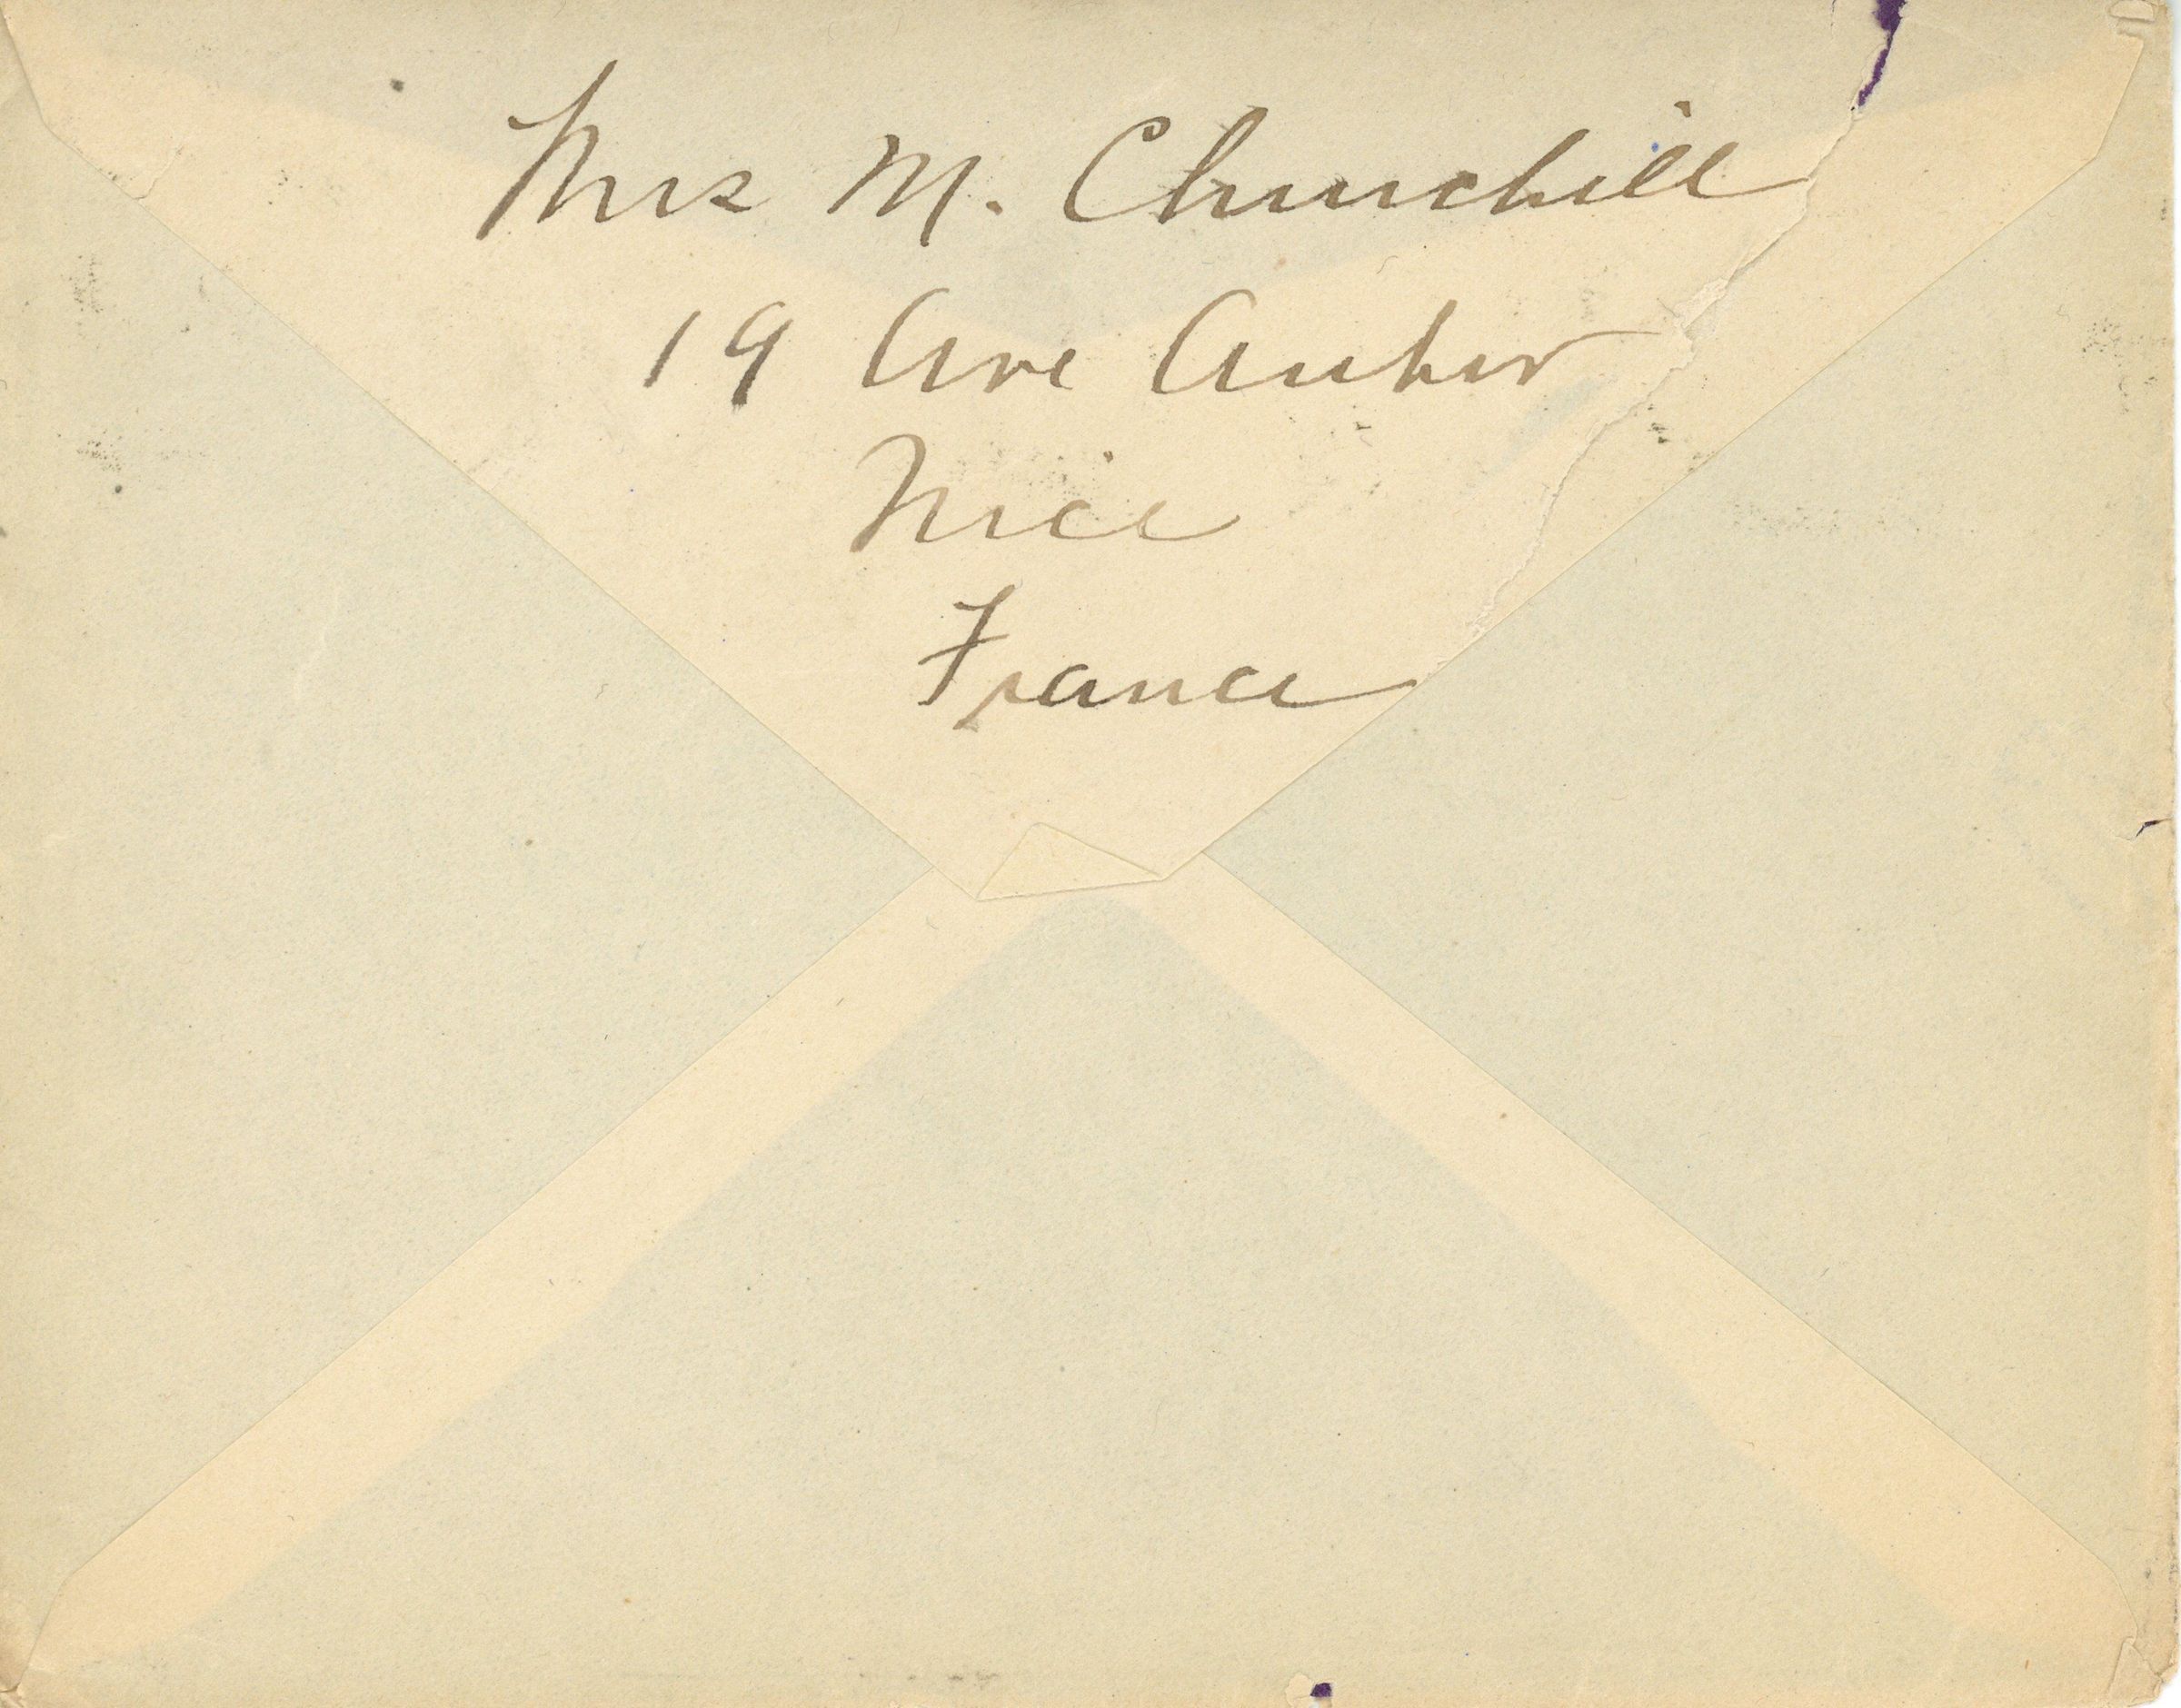 Mrs M. Churchill
19 Ave Auber
Nice
France